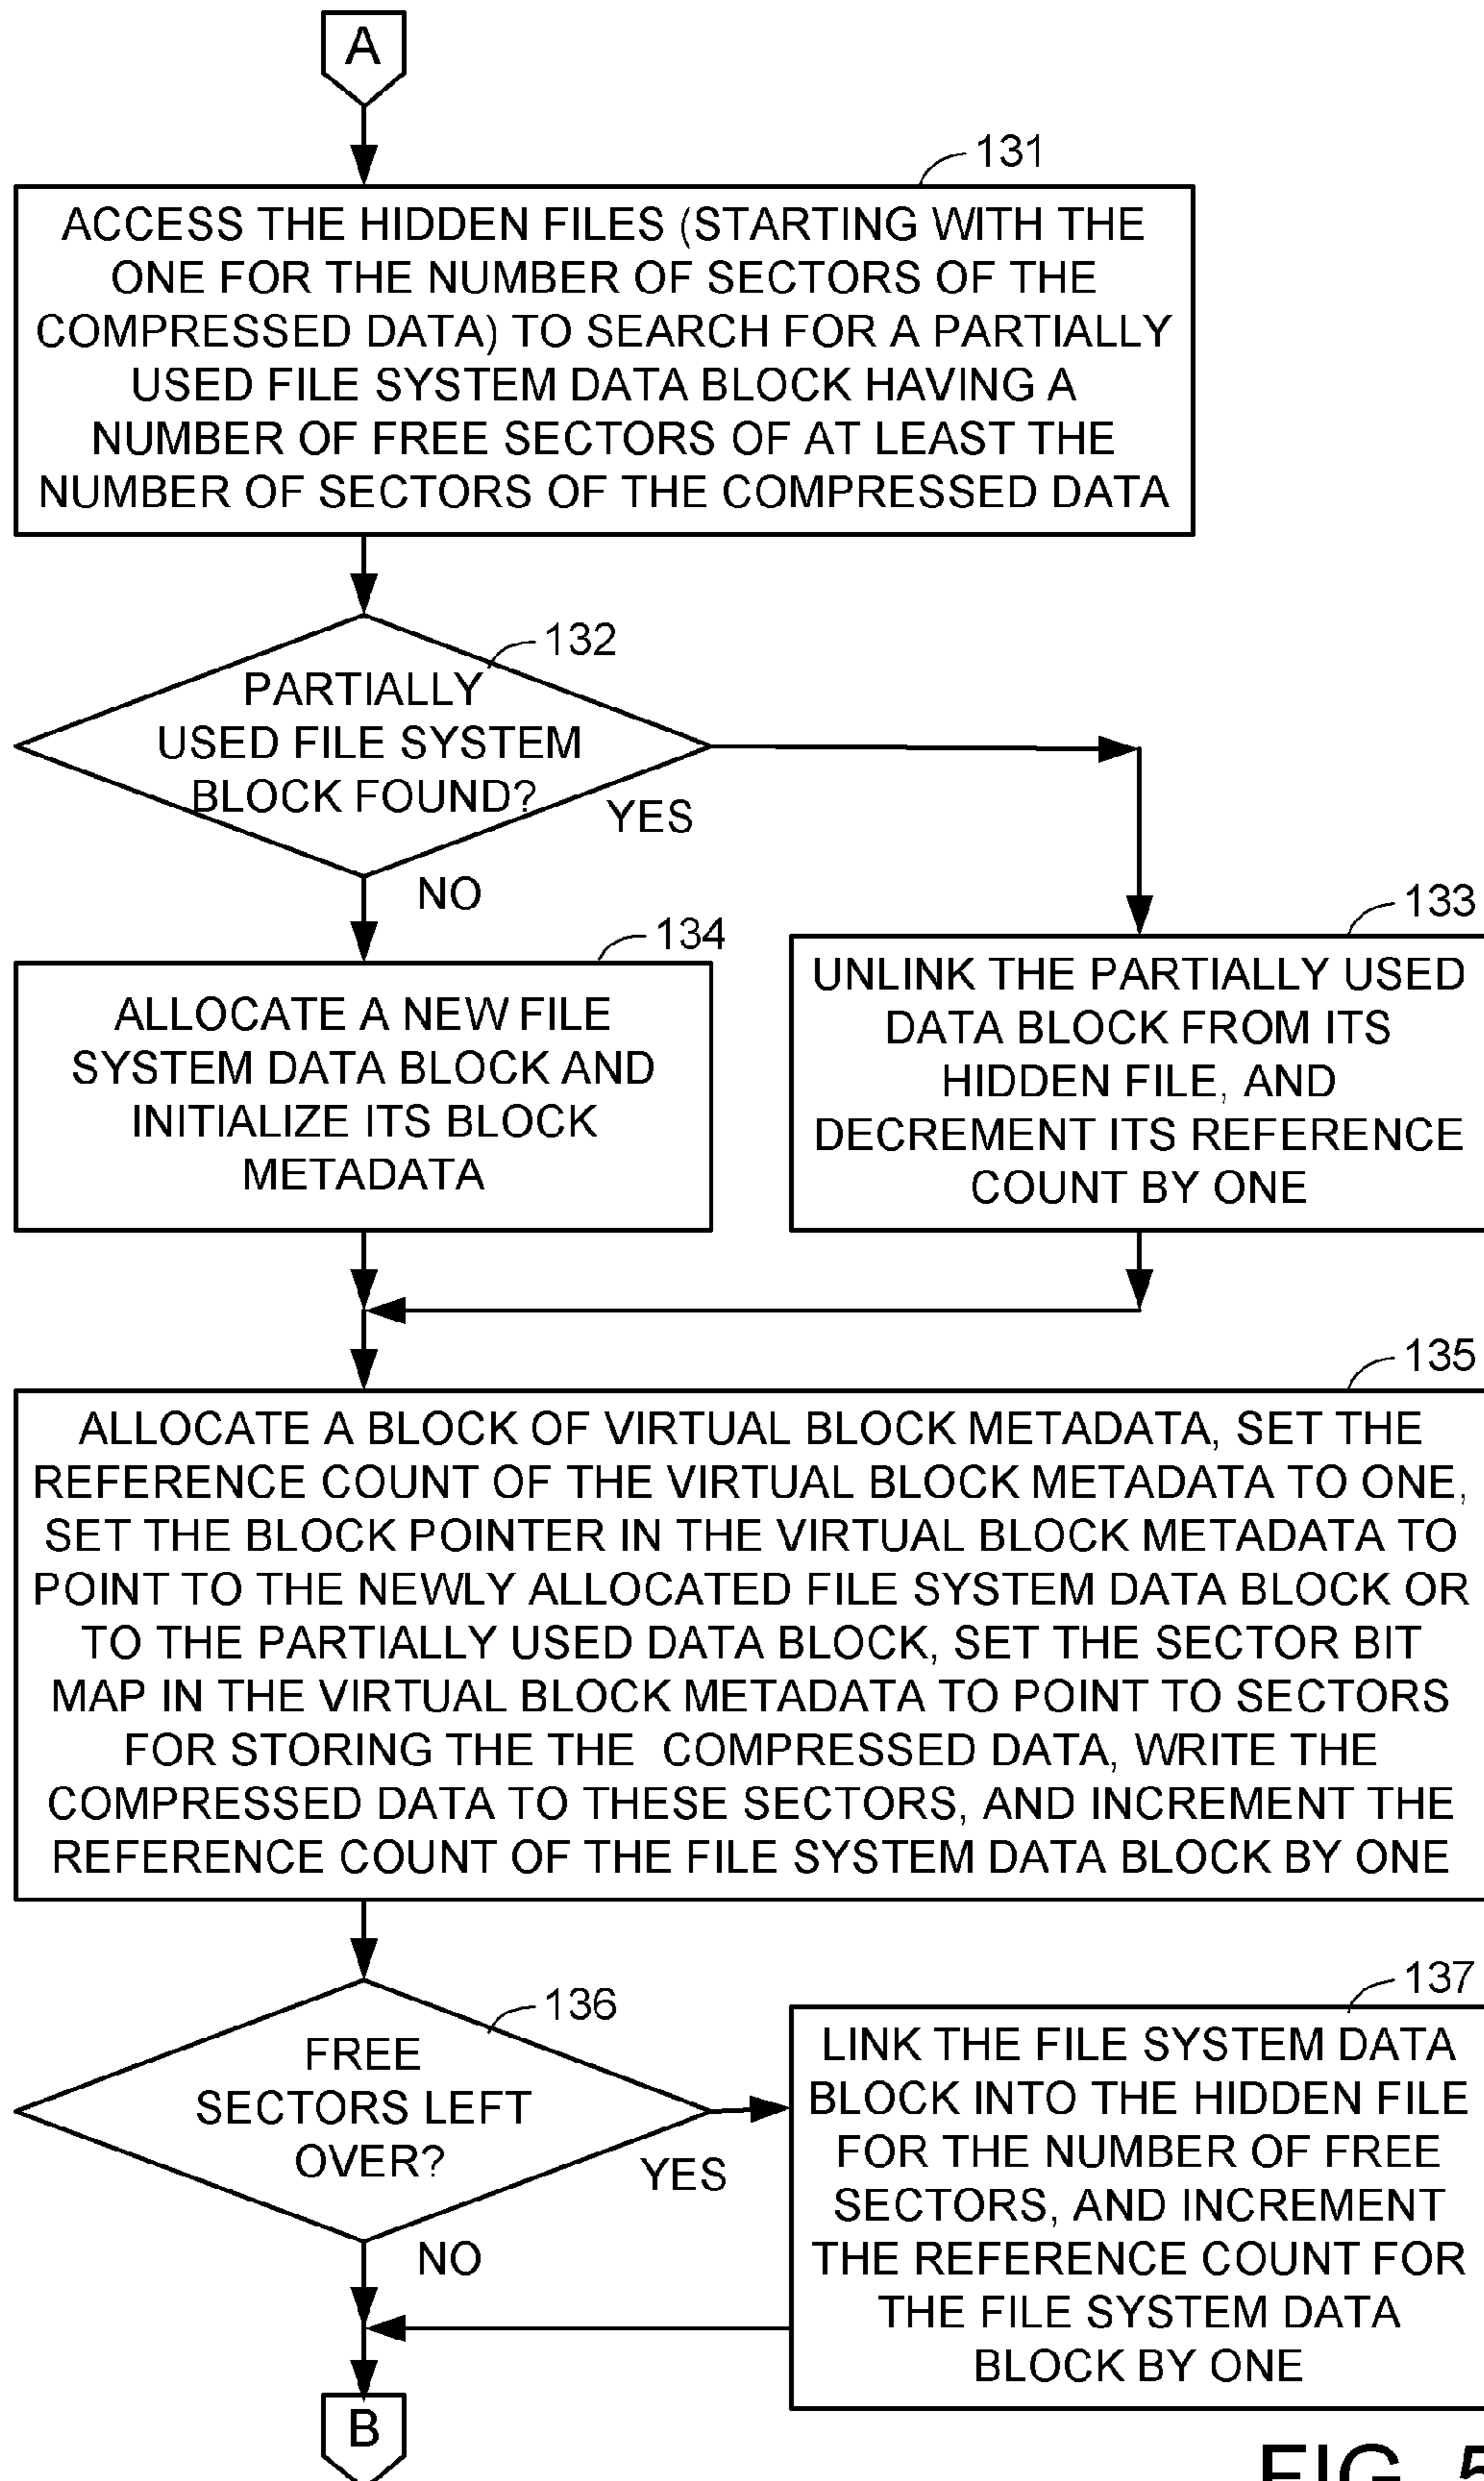 A
131
ACCESS THE HIDDEN FILES (STARTING WITH THE
ONE FOR THE NUMBER OF SECTORS OF THE
COMPRESSED DATA) TO SEARCH FOR A PARTIALLY
USED FILE SYSTEM DATA BLOCK HAVING A
NUMBER OF FREE SECTORS OF AT LEAST THE
NUMBER OF SECTORS OF THE COMPRESSED DATA
132
PARTIALLY
USED FILE SYSTEM
BLOCK FOUND?
YES
NO
134
ALLOCATE A NEW FILE
SYSTEM DATA BLOCK AND
INITIALIZE ITS BLOCK
METADATA
133
UNLINK THE PARTIALLY USED
DATA BLOCK FROM ITS
HIDDEN FILE, AND
DECREMENT ITS REFERENCE
COUNT BY ONE
135
ALLOCATE A BLOCK OF VIRTUAL BLOCK METADATA, SET THE
REFERENCE COUNT OF THE VIRTUAL BLOCK METADATA TO ONE,
SET THE BLOCK POINTER IN THE VIRTUAL BLOCK METADATA TO
POINT TO THE NEWLY ALLOCATED FILE SYSTEM DATA BLOCK OR
TO THE PARTIALLY USED DATA BLOCK, SET THE SECTOR BIT
MAP IN THE VIRTUAL BLOCK METADATA TO POINT TO SECTORS
FOR STORING THE THE COMPRESSED DATA, WRITE THE
COMPRESSED DATA TO THESE SECTORS, AND INCREMENT THE
REFERENCE COUNT OF THE FILE SYSTEM DATA BLOCK BY ONE
136
FREE
SECTORS LEFT
OVER?
YES
NO
137
LINK THE FILE SYSTEM DATA
BLOCK INTO THE HIDDEN FILE
FOR THE NUMBER OF FREE
SECTORS, AND INCREMENT
THE REFERENCE COUNT FOR
THE FILE SYSTEM DATA
BLOCK BY ONE
B
FIG. 5